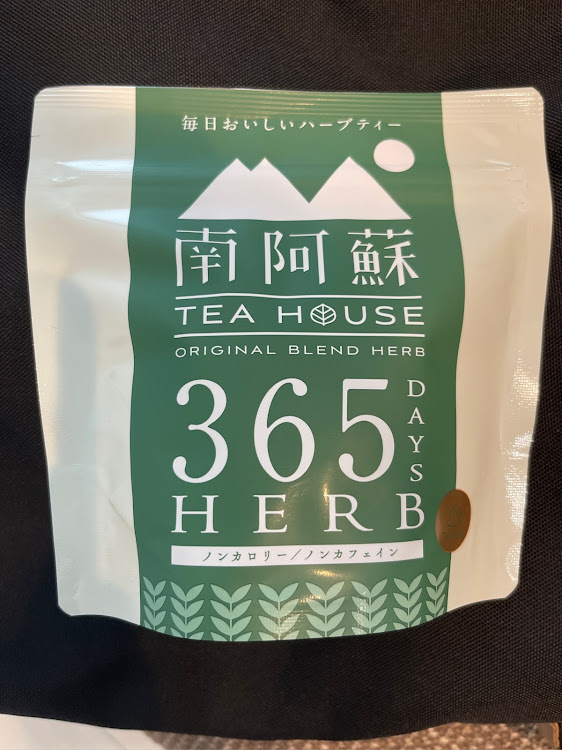 毎日おいしいハーブティー
南阿蘇
TEA HOUSE
ORIGINAL BLEND HERB
365
DAYS
HERB
ノンカロリー/ノンカフェイン